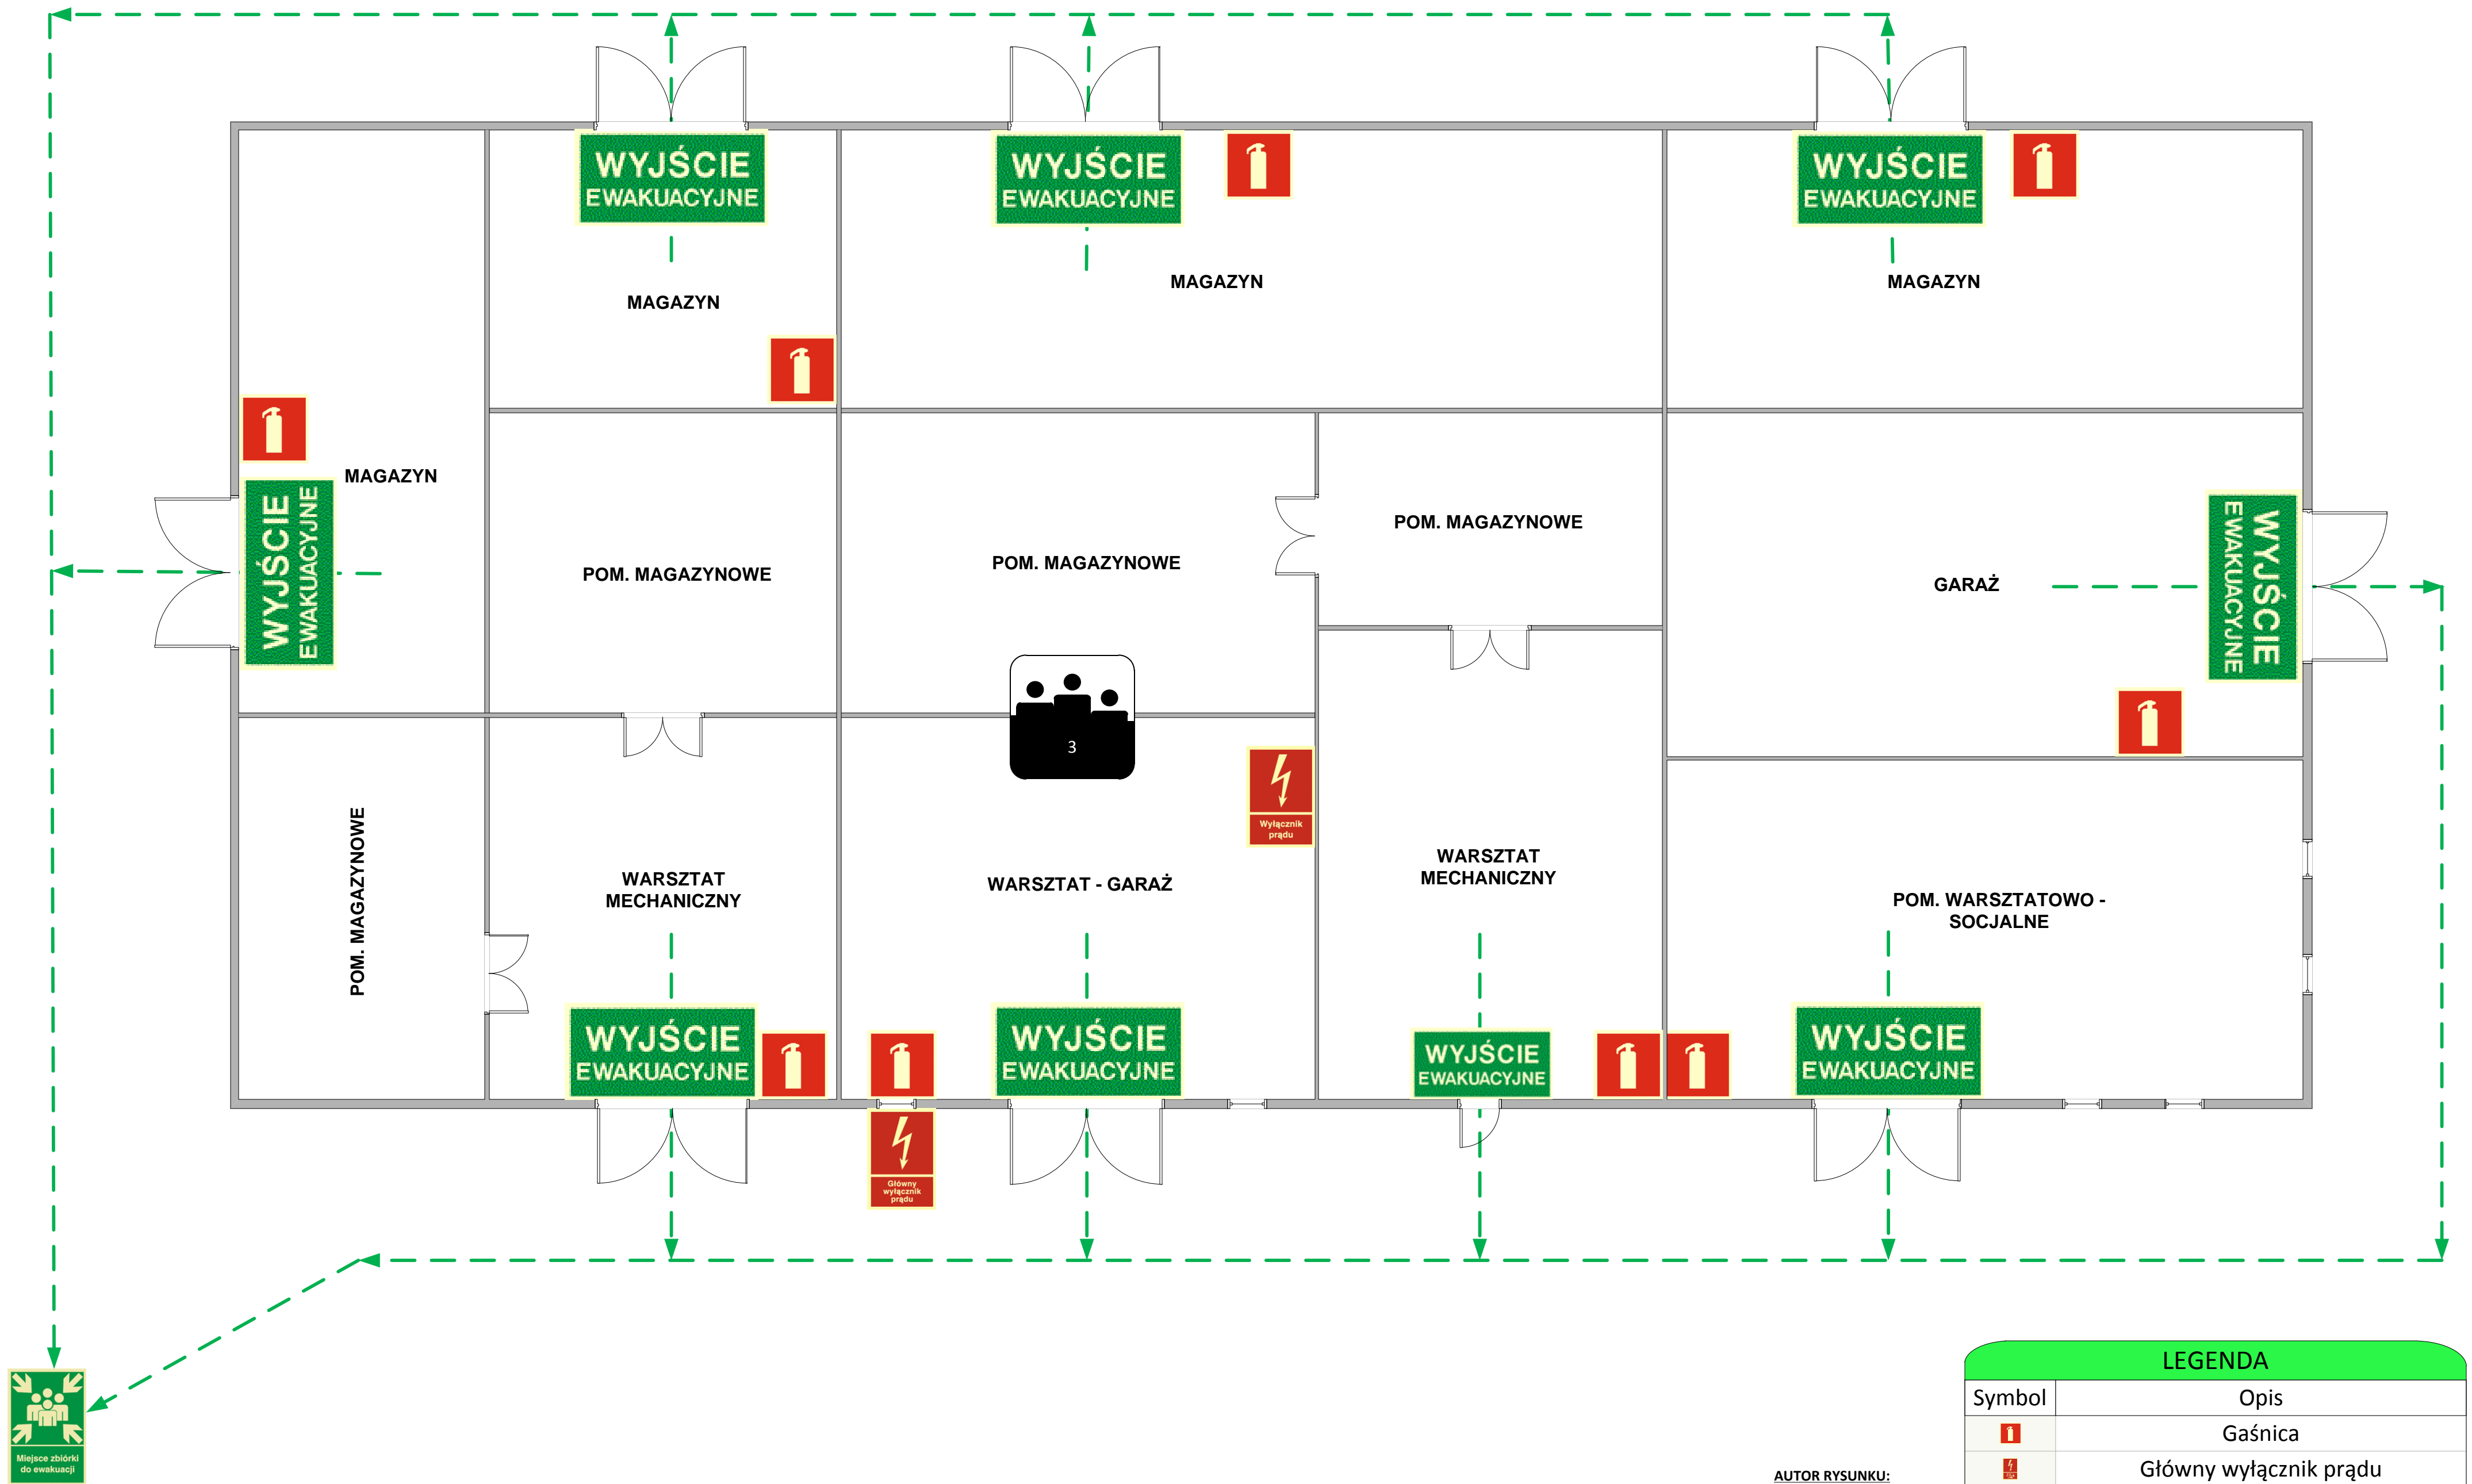 WYJŚCIE
EWAKUACYJNE
WYJŚCIE
EWAKUACYJNE
WYJŚCIE
EWAKUACYJNE
MAGAZYN
MAGAZYN
MAGAZYN
MAGAZYN
WYJŚCIE
EWAKUACYJNE
POM. MAGAZYNOWE
POM. MAGAZYNOWE
POM. MAGAZYNOWE
GARAŻ
WYJŚCIE
EWAKUACYJNE
3
Wyłącznik
prądu
POM. MAGAZYNOWE
WARSZTAT
MECHANICZNY
WARSZTAT - GARAŻ
WARSZTAT
MECHANICZNY
POM. WARSZTATOWO -
SOCJALNE
WYJŚCIE
EWAKUACYJNE
WYJŚCIE
EWAKUACYJNE
WYJŚCIE
EWAKUACYJNE
WYJŚCIE
EWAKUACYJNE
Główny
wyłącznik
prądu
Miejsce zbiórki
do ewakuacji
LEGENDA
Symbol Opis
Gaśnica
Główny wyłącznik prądu
AUTOR RYSUNKU: